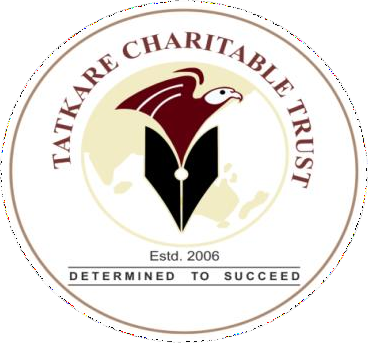 TATKARE CHARITABLE TRUST
Estd. 2006
DETERMINED TO SUCCEED